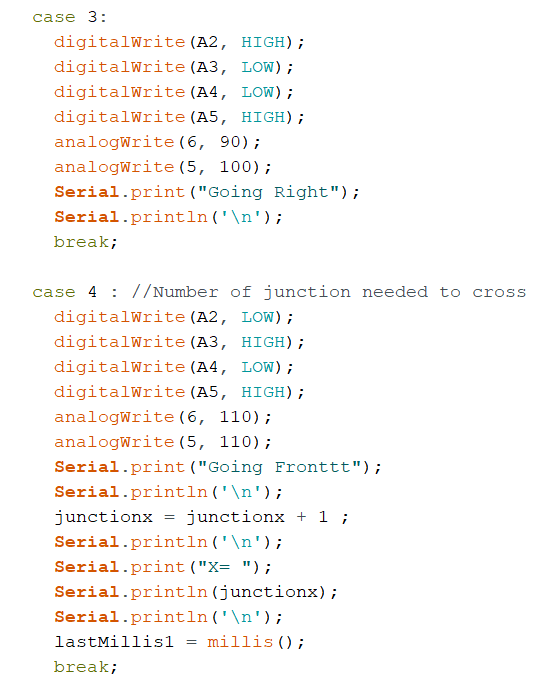 case 3:
digitalWrite(A2, HIGH);
digitalWrite(A3, LOW);
digitalWrite(A4, LOW);
digitalWrite(A5, HIGH);
analogWrite(6, 90);
analogWrite(5, 100);
Serial.print("Going Right");
Serial.println('\n');
break;
case 4 : //Number of junction needed to cross
digitalWrite(A2, LOW);
digitalWrite(A3, HIGH);
digitalWrite(A4, LOW);
digitalWrite(A5, HIGH);
analogWrite(6, 110);
analogWrite(5, 110);
Serial.print("Going Fronttt");
Serial.println('\n');
junctionx = junctionx + 1 ;
Serial.println('\n');
Serial.print("X= ");
Serial.println(junctionx);
Serial.println('\n');
lastMillis1 = millis();
break;